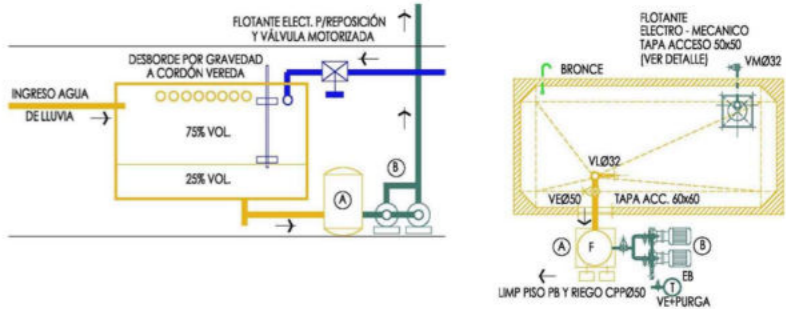 FLOTANTE ELECT. P/REPOSICIÓN
Y VÁLVULA MOTORIZADA
DESBORDE POR GRAVEDAD
A CORDÓN VEREDA
INGRESO AGUA
DE LLUVIA
75% VOL.
25% VOL.
A
B
FLOTANTE
ELECTRO - MECANICO
TAPA ACCESO 50x50
(VER DETALLE)
VMØ32
BRONCE
VLØ32
VEØ50
TAPA ACC. 60x60
A
F
B
EB
LIMP PISO PB Y RIEGO CPPØ50
T
VE+PURGA